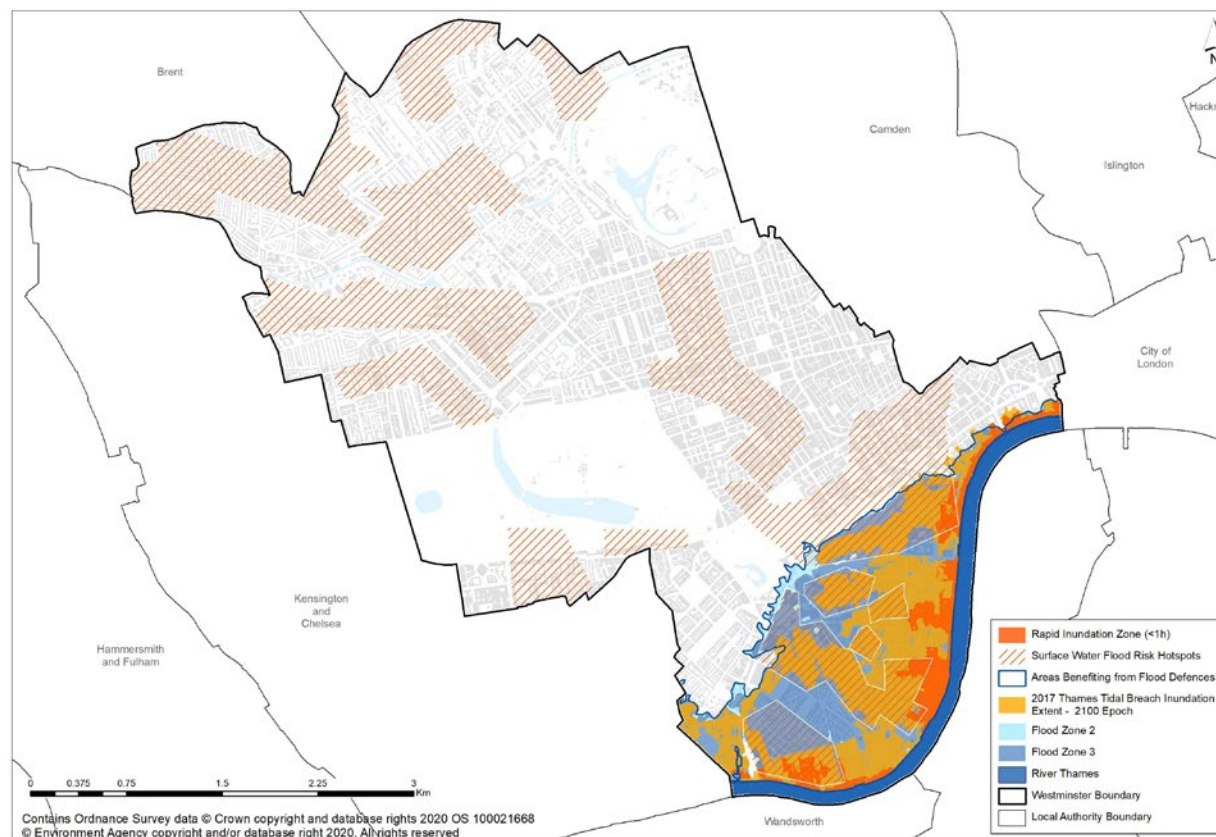 Brent
N
Hackn
Camden
Islington
City of
London
Kensington
and
Chelsea
Hammersmith
and Fulham
Rapid Inundation Zone (<1h)
Surface Water Flood Risk Hotspots
Areas Benefiting from Flood Defences
2017 Thames Tidal Breach Inundation
Extent - 2100 Epoch
Flood Zone 2
Flood Zone 3
River Thames
Westminster Boundary
Local Authority Boundary
0 0.375 0.75 1.5 2.25 3
Km
Contains Ordnance Survey data © Crown copyright and database rights 2020 OS 100021668
© Environment Agency copyright and/or database right 2020. All rights reserved
Wandsworth